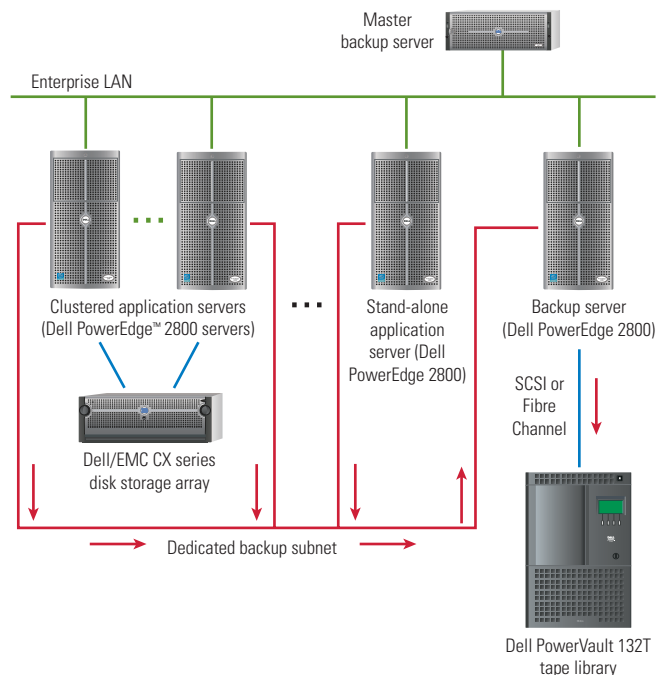 Master
backup server
Enterprise LAN
Clustered application servers
(Dell PowerEdge™ 2800 servers)
Stand-alone
application
server (Dell
PowerEdge 2800)
Backup server
(Dell PowerEdge 2800)
SCSI or
Fibre
Channel
Dell/EMC CX series
disk storage array
Dedicated backup subnet
Dell PowerVault 132T
tape library